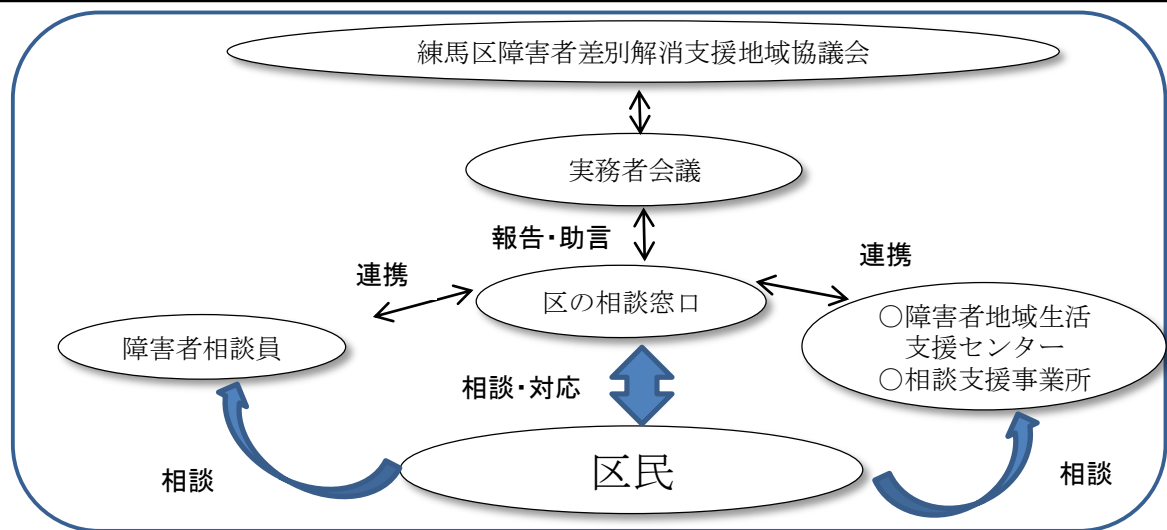 練馬区障害者差別解消支援地域協議会
実務者会議
報告・助言
連携
連携
区の相談窓口
障害者相談員
○障害者地域生活
支援センター
○相談支援事業所
相談・対応
区民
相談
相談